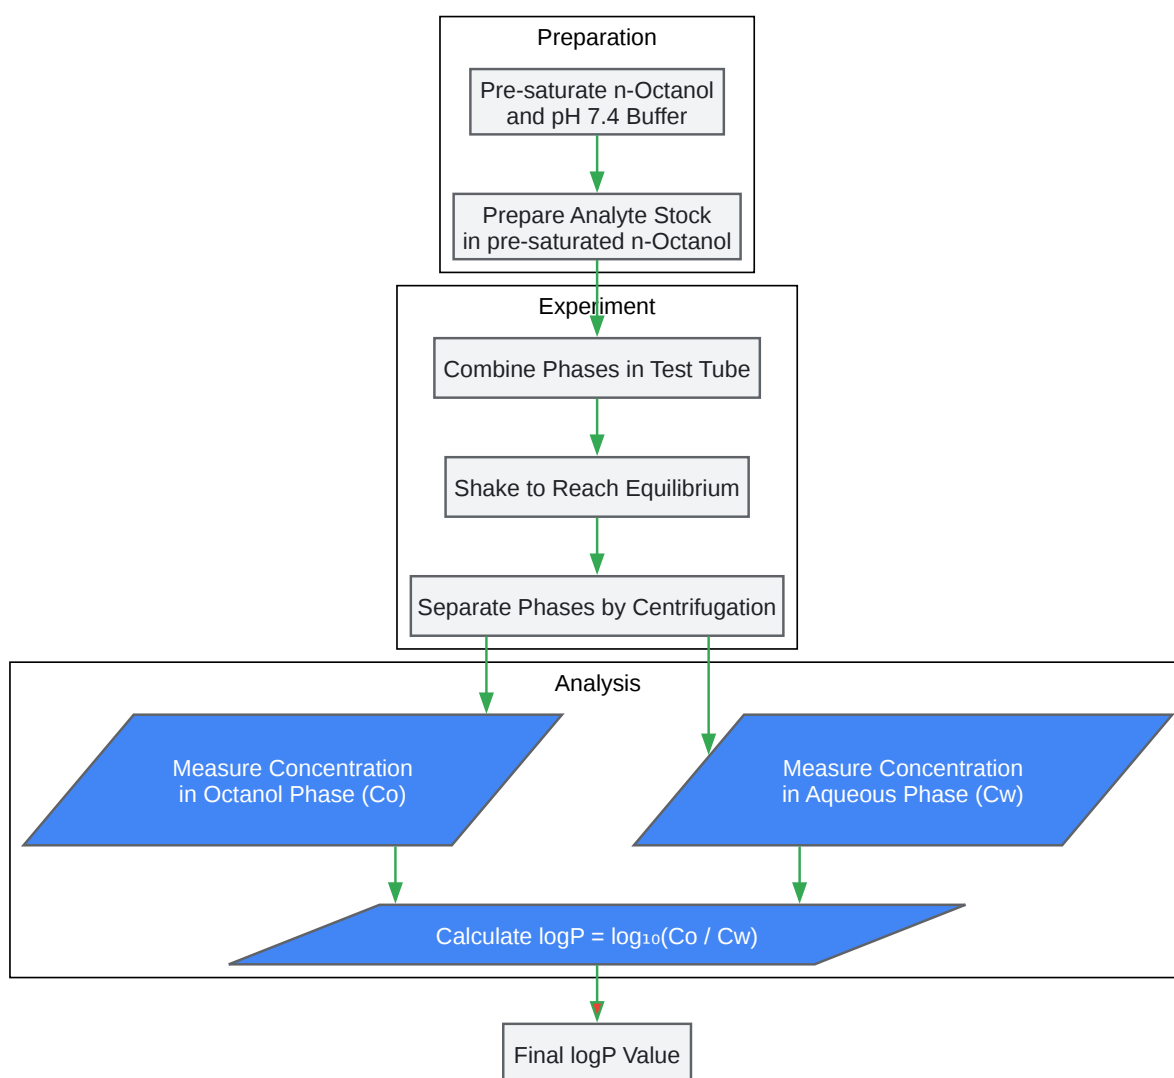 Preparation
Pre-saturate n-Octanol
and pH 7.4 Buffer
Prepare Analyte Stock
in pre-saturated n-Octanol
Experiment
Combine Phases in Test Tube
Shake to Reach Equilibrium
Separate Phases by Centrifugation
Analysis
Measure Concentration
in Octanol Phase (Co)
Measure Concentration
in Aqueous Phase (Cw)
Calculate logP = log₁₀(Co / Cw)
Final logP Value